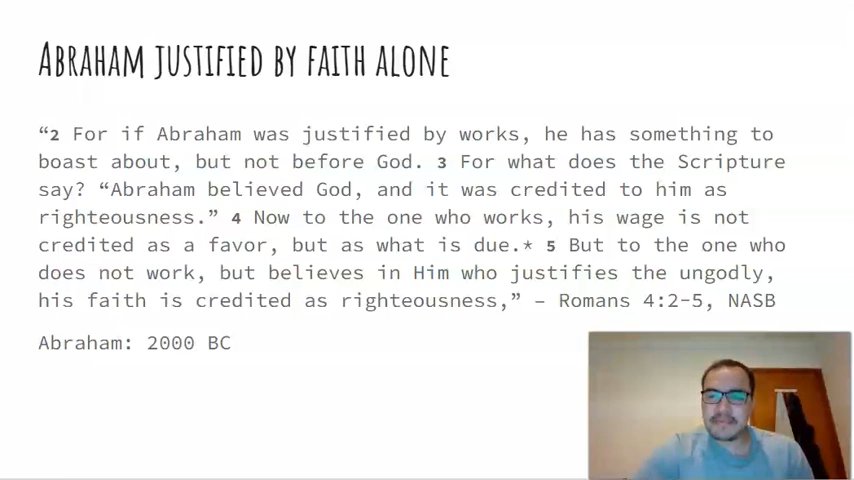 ABRAHAM JUSTIFIED BY FAITH ALONE
“2 For if Abraham was justified by works, he has something to
boast about, but not before God. 3 For what does the Scripture
say? “Abraham believed God, and it was credited to him as
righteousness.” 4 Now to the one who works, his wage is not
credited as a favor, but as what is due.* 5 But to the one who
does not work, but believes in Him who justifies the ungodly,
his faith is credited as righteousness,” – Romans 4:2-5, NASB
Abraham: 2000 BC